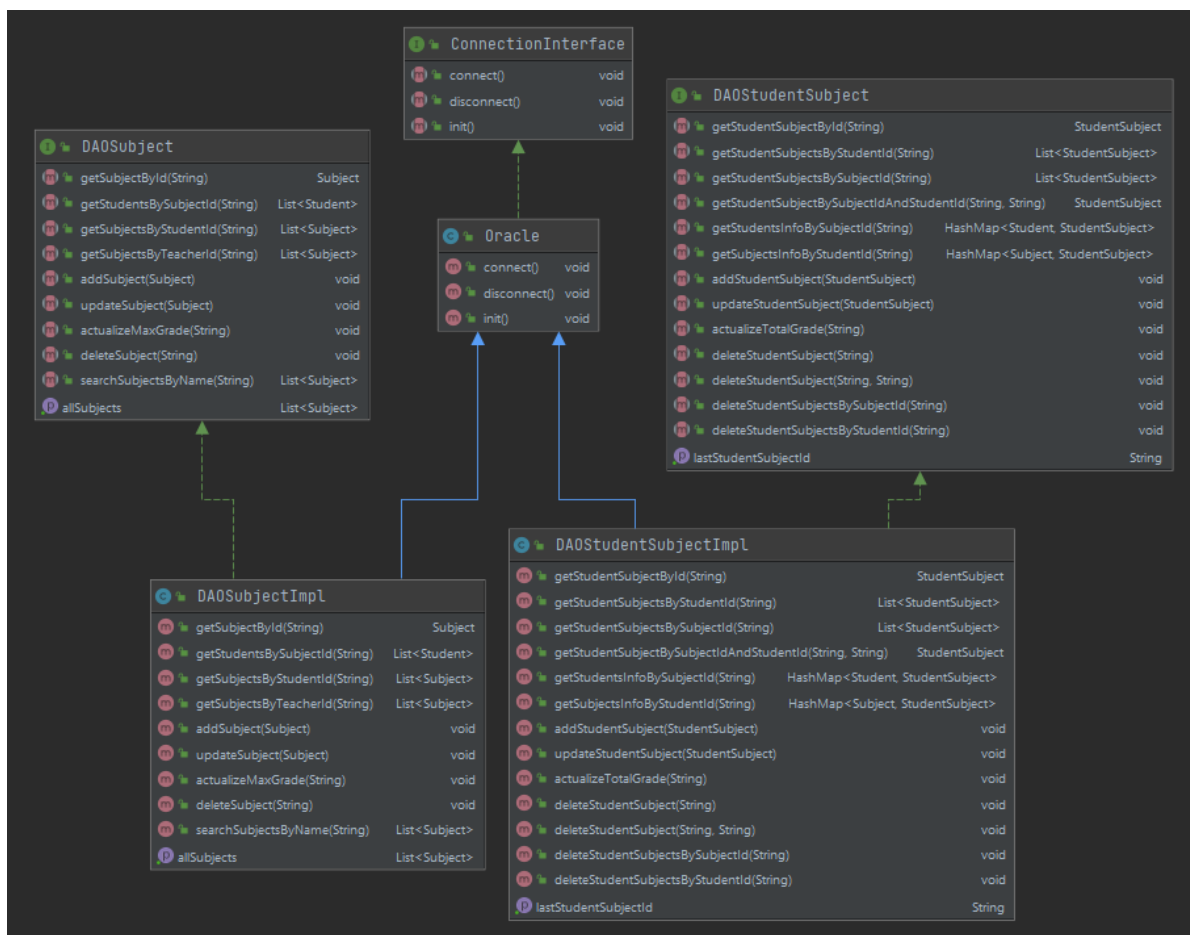 ConnectionInterface
connect() void
disconnect() void
init() void
DAOStudentSubject
getStudentSubjectById(String) StudentSubject
getStudentSubjectsByStudentId(String) List<StudentSubject>
getStudentSubjectsBySubjectId(String) List<StudentSubject>
getStudentSubjectBySubjectIdAndStudentId(String, String) StudentSubject
getStudentsInfoBySubjectId(String) HashMap<Student, StudentSubject>
getSubjectsInfoByStudentId(String) HashMap<Subject, StudentSubject>
addStudentSubject(StudentSubject) void
updateStudentSubject(StudentSubject) void
actualizeTotalGrade(String) void
deleteStudentSubject(String) void
deleteStudentSubject(String, String) void
deleteStudentSubjectsBySubjectId(String) void
deleteStudentSubjectsByStudentId(String) void
lastStudentSubjectId String
DAOSubject
getSubjectById(String) Subject
getStudentsBySubjectId(String) List<Student>
getSubjectsByStudentId(String) List<Subject>
getSubjectsByTeacherId(String) List<Subject>
addSubject(Subject) void
updateSubject(Subject) void
actualizeMaxGrade(String) void
deleteSubject(String) void
searchSubjectsByName(String) List<Subject>
allSubjects List<Subject>
Oracle
connect() void
disconnect() void
init() void
DAOStudentSubjectImpl
getStudentSubjectById(String) StudentSubject
getStudentSubjectsByStudentId(String) List<StudentSubject>
getStudentSubjectsBySubjectId(String) List<StudentSubject>
getStudentSubjectBySubjectIdAndStudentId(String, String) StudentSubject
getStudentsInfoBySubjectId(String) HashMap<Student, StudentSubject>
getSubjectsInfoByStudentId(String) HashMap<Subject, StudentSubject>
addStudentSubject(StudentSubject) void
updateStudentSubject(StudentSubject) void
actualizeTotalGrade(String) void
deleteStudentSubject(String) void
deleteStudentSubject(String, String) void
deleteStudentSubjectsBySubjectId(String) void
deleteStudentSubjectsByStudentId(String) void
lastStudentSubjectId String
DAOSubjectImpl
getSubjectById(String) Subject
getStudentsBySubjectId(String) List<Student>
getSubjectsByStudentId(String) List<Subject>
getSubjectsByTeacherId(String) List<Subject>
addSubject(Subject) void
updateSubject(Subject) void
actualizeMaxGrade(String) void
deleteSubject(String) void
searchSubjectsByName(String) List<Subject>
allSubjects List<Subject>